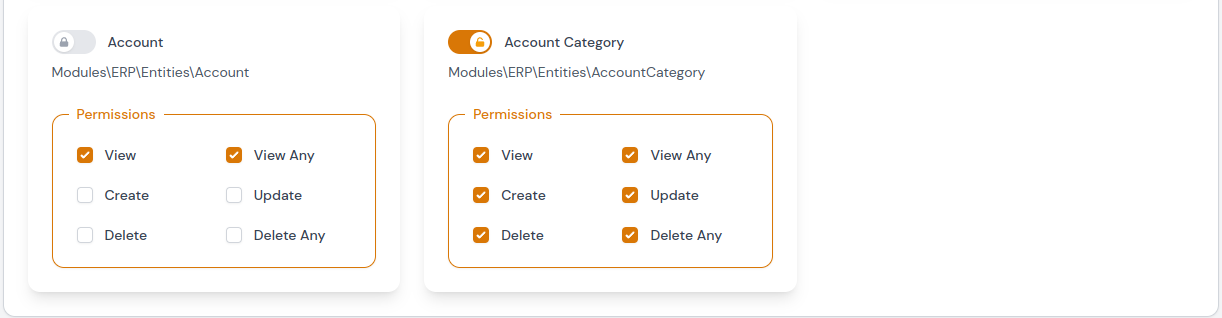 Account
Modules\ERP\Entities\Account
Permissions
View
View Any
Create
Update
Delete
Delete Any
Account Category
Modules\ERP\Entities\AccountCategory
Permissions
View
View Any
Create
Update
Delete
Delete Any